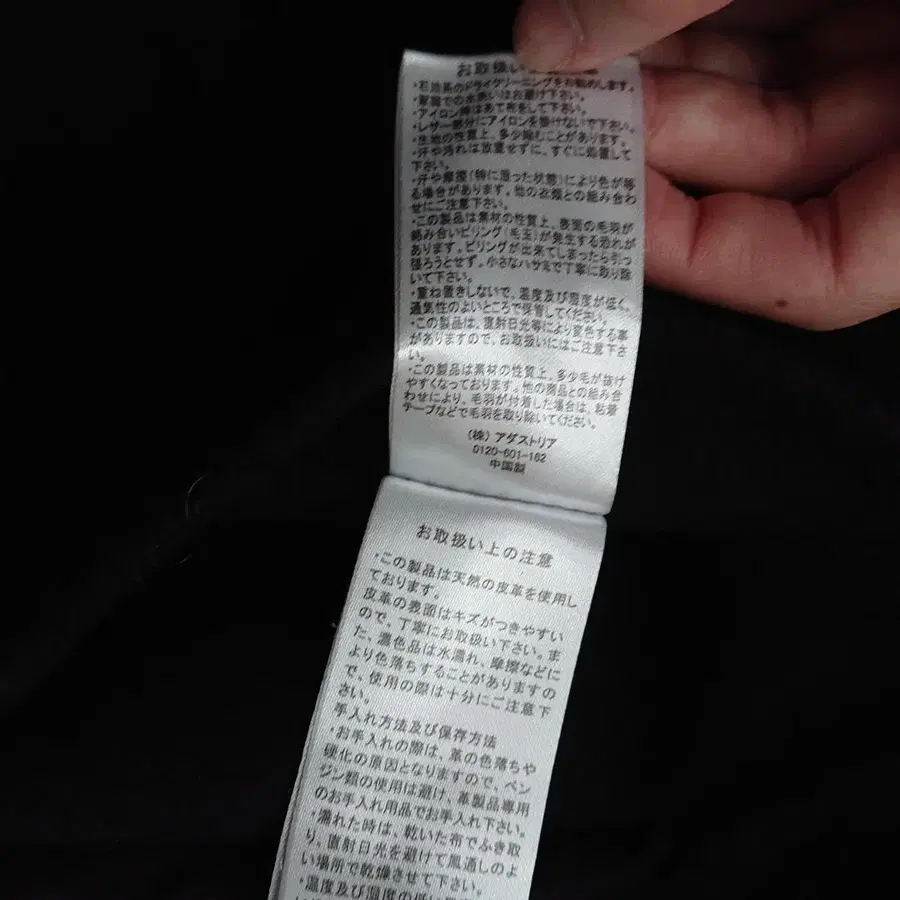 お取扱い上の注意
・石油系のドライクリーニングをお勧めします。
・家庭での水洗いはお避け下さい。
・アイロン時はあて布をして下さい。
・レザー部分にアイロンを掛けないで下さい。
・生地の性質上、多少縮むことがあります。
・汗や汚れは放置せずに、すぐに処置して
下さい。
・汗や摩擦(特に湿った状態)により色が移
る場合があります。他の衣類との組み合わ
せにご注意下さい。
・この製品は素材の性質上、表面の毛羽が
絡み合いピリング(毛玉)が発生する恐れが
あります。ピリングが出来てしまったら引っ
張ろうとせず、小さなハサミで丁寧に取り除
いて下さい。
・重ね置きしないで、温度及び湿度が低く、
通気性のよいところで保管してください。
・この製品は、直射日光等により変色する事
がありますので、お取扱いにはご注意下さ
い。
・この製品は素材の性質上、多少毛が抜け
やすくなっております。他の商品との組み合
わせにより、毛羽が付着した場合は、粘着
テープなどで毛羽を取り除いてください。
(株)アダストリア
0120-601-162
中国製
お取扱い上の注意
・この製品は天然の皮革を使用し
ております。
皮革の表面はキズがつきやすい
ので、丁寧にお取扱い下さい。ま
た、濃色品は水濡れ、摩擦などに
より色落ちすることがありますの
で、使用の際は十分にご注意下
さい。
手入れ方法及び保存方法
・お手入れの際は、革の色落ちや
硬化の原因となりますので、ベン
ジン類の使用は避け、革製品専用
のお手入れ用品でお手入れ下さい。
・濡れた時は、乾いた布でふき取
り、直射日光を避けて風通しのよ
い場所で乾燥させて下さい。
・温度及び湿度の低い